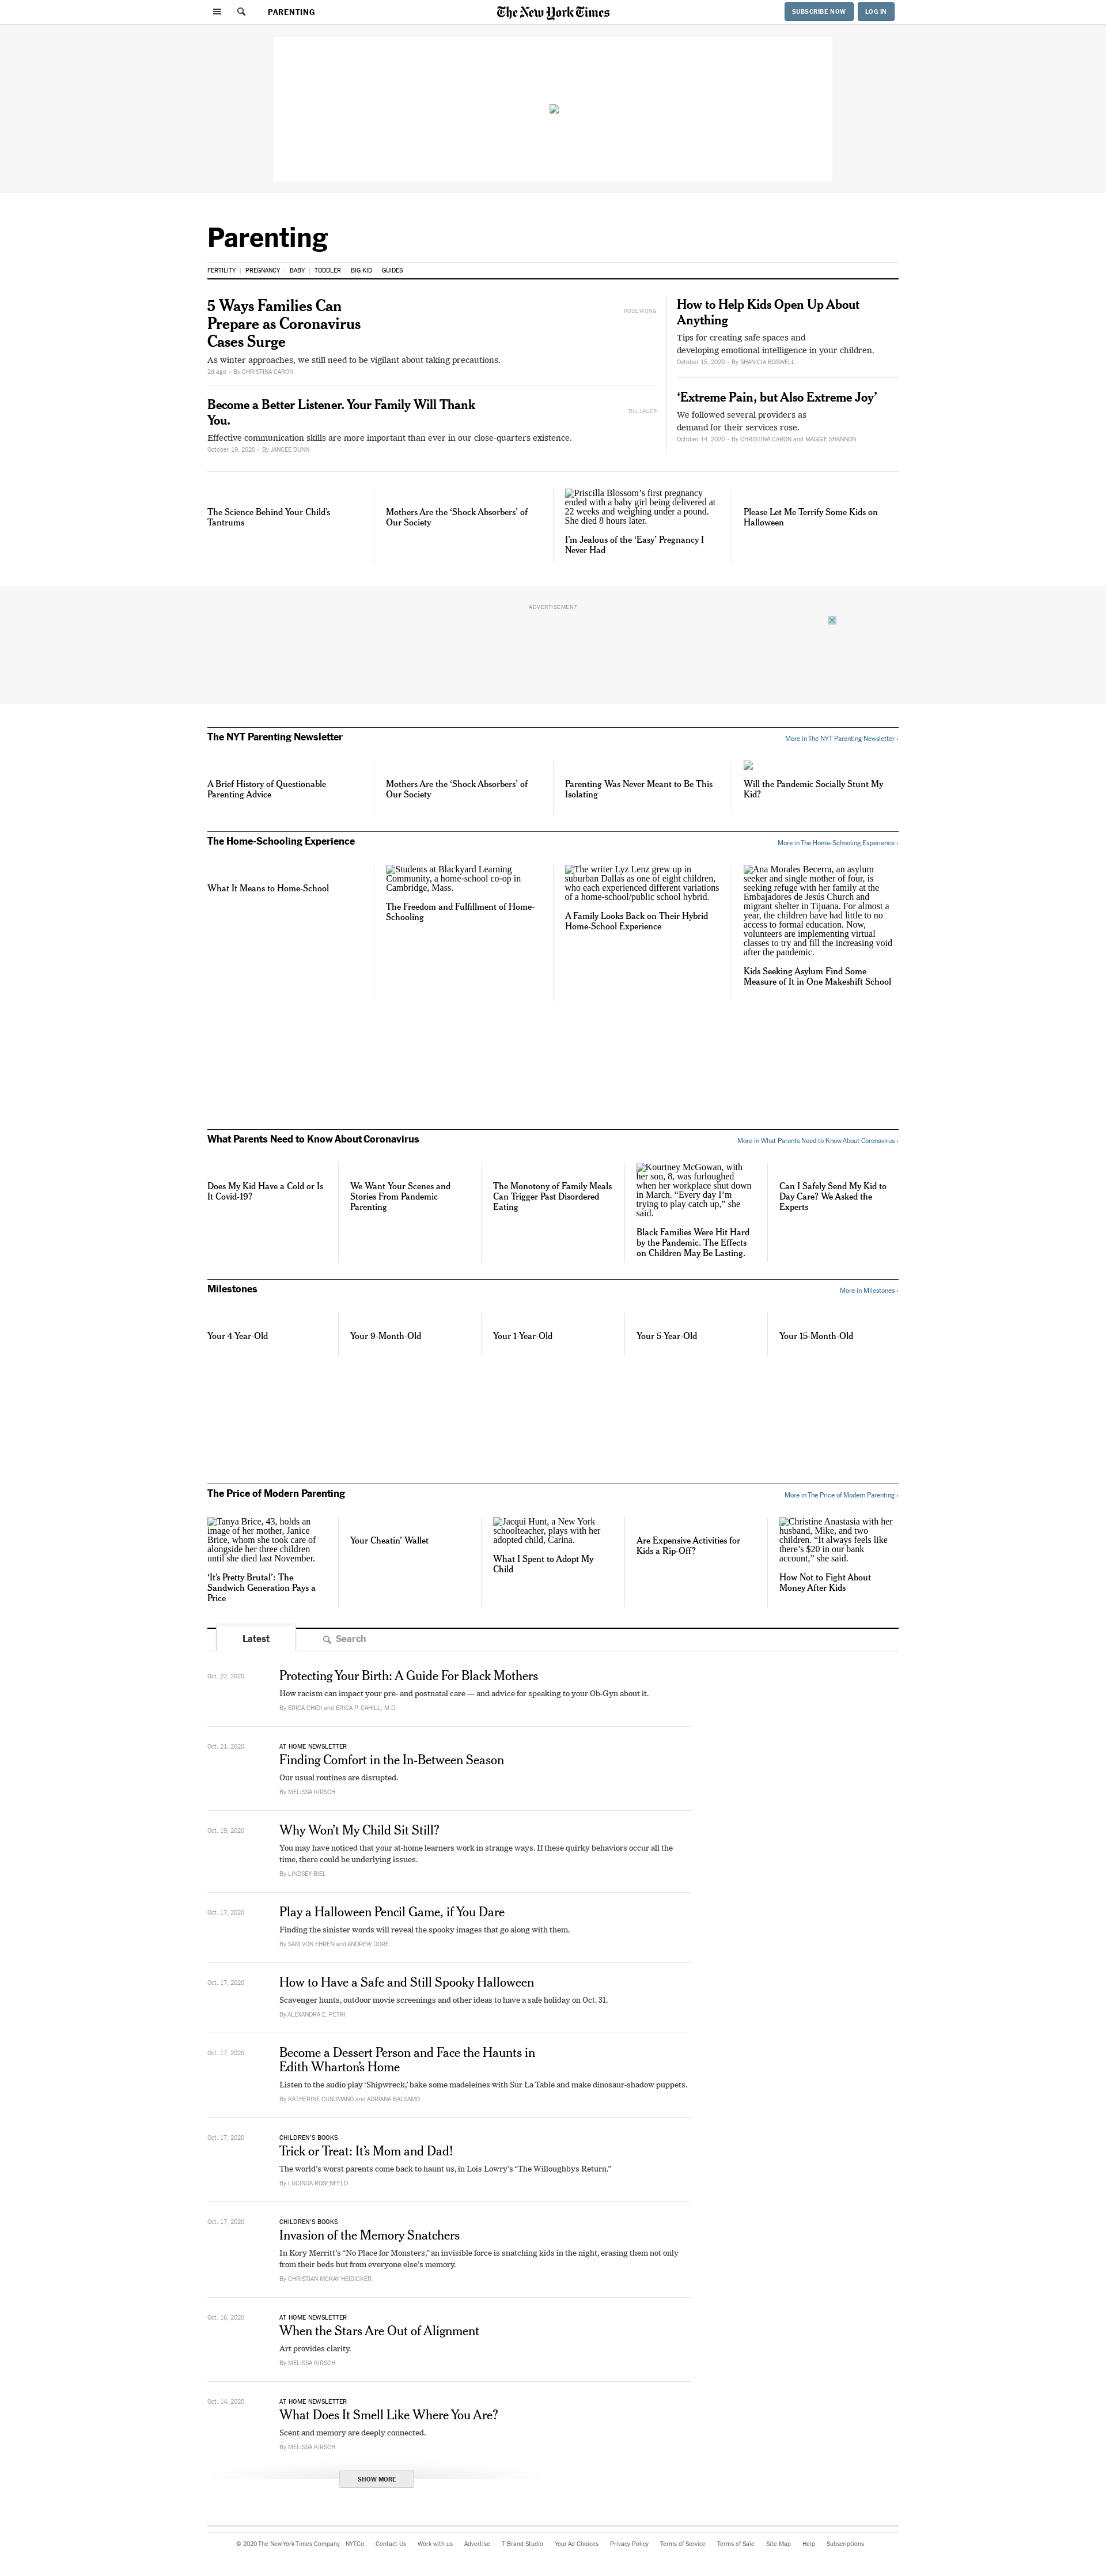 PARENTING
The New York Times
SUBSCRIBE NOW
LOG IN
Parenting
FERTILITY
PREGNANCY
BABY
TODDLER
BIG KID
GUIDES
5 Ways Families Can
Prepare as Coronavirus
Cases Surge
ROSE WONG
As winter approaches, we still need to be vigilant about taking precautions.
2d ago • By CHRISTINA CARON
Become a Better Listener. Your Family Will Thank
You.
TILL LAUER
Effective communication skills are more important than ever in our close-quarters existence.
October 19, 2020 • By JANCEE DUNN
How to Help Kids Open Up About
Anything
Tips for creating safe spaces and
developing emotional intelligence in your children.
October 15, 2020 • By SHANICIA BOSWELL
‘Extreme Pain, but Also Extreme Joy’
We followed several providers as
demand for their services rose.
October 14, 2020 • By CHRISTINA CARON and MAGGIE SHANNON
The Science Behind Your Child’s
Tantrums
Mothers Are the ‘Shock Absorbers’ of
Our Society
Priscilla Blossom’s first pregnancy
ended with a baby girl being delivered at
22 weeks and weighing under a pound.
She died 8 hours later.
I’m Jealous of the ‘Easy’ Pregnancy I
Never Had
Please Let Me Terrify Some Kids on
Halloween
ADVERTISEMENT
The NYT Parenting Newsletter
More in The NYT Parenting Newsletter ›
A Brief History of Questionable
Parenting Advice
Mothers Are the ‘Shock Absorbers’ of
Our Society
Parenting Was Never Meant to Be This
Isolating
Will the Pandemic Socially Stunt My
Kid?
The Home-Schooling Experience
More in The Home-Schooling Experience ›
What It Means to Home-School
Students at Blackyard Learning
Community, a home-school co-op in
Cambridge, Mass.
The Freedom and Fulfillment of Home-
Schooling
The writer Lyz Lenz grew up in
suburban Dallas as one of eight children,
who each experienced different variations
of a home-school/public school hybrid.
A Family Looks Back on Their Hybrid
Home-School Experience
Ana Morales Becerra, an asylum
seeker and single mother of four, is
seeking refuge with her family at the
Embajadores de Jesús Church and
migrant shelter in Tijuana. For almost a
year, the children have had little to no
access to formal education. Now,
volunteers are implementing virtual
classes to try and fill the increasing void
after the pandemic.
Kids Seeking Asylum Find Some
Measure of It in One Makeshift School
What Parents Need to Know About Coronavirus
More in What Parents Need to Know About Coronavirus ›
Does My Kid Have a Cold or Is
It Covid-19?
We Want Your Scenes and
Stories From Pandemic
Parenting
The Monotony of Family Meals
Can Trigger Past Disordered
Eating
Kourtney McGowan, with
her son, 8, was furloughed
when her workplace shut down
in March. “Every day I’m
trying to play catch up,” she
said.
Black Families Were Hit Hard
by the Pandemic. The Effects
on Children May Be Lasting.
Can I Safely Send My Kid to
Day Care? We Asked the
Experts
Milestones
More in Milestones ›
Your 4-Year-Old
Your 9-Month-Old
Your 1-Year-Old
Your 5-Year-Old
Your 15-Month-Old
The Price of Modern Parenting
More in The Price of Modern Parenting ›
Tanya Brice, 43, holds an
image of her mother, Janice
Brice, whom she took care of
alongside her three children
until she died last November.
‘It’s Pretty Brutal’: The
Sandwich Generation Pays a
Price
Your Cheatin’ Wallet
Jacqui Hunt, a New York
schoolteacher, plays with her
adopted child, Carina.
What I Spent to Adopt My
Child
Are Expensive Activities for
Kids a Rip-Off?
Christine Anastasia with her
husband, Mike, and two
children. “It always feels like
there’s $20 in our bank
account,” she said.
How Not to Fight About
Money After Kids
Latest
Search
Oct. 22, 2020
Protecting Your Birth: A Guide For Black Mothers
How racism can impact your pre- and postnatal care — and advice for speaking to your Ob-Gyn about it.
By ERICA CHIDI and ERICA P. CAHILL, M.D.
Oct. 21, 2020
AT HOME NEWSLETTER
Finding Comfort in the In-Between Season
Our usual routines are disrupted.
By MELISSA KIRSCH
Oct. 19, 2020
Why Won’t My Child Sit Still?
You may have noticed that your at-home learners work in strange ways. If these quirky behaviors occur all the
time, there could be underlying issues.
By LINDSEY BIEL
Oct. 17, 2020
Play a Halloween Pencil Game, if You Dare
Finding the sinister words will reveal the spooky images that go along with them.
By SAM VON EHREN and ANDREW DORE
Oct. 17, 2020
How to Have a Safe and Still Spooky Halloween
Scavenger hunts, outdoor movie screenings and other ideas to have a safe holiday on Oct. 31.
By ALEXANDRA E. PETRI
Oct. 17, 2020
Become a Dessert Person and Face the Haunts in
Edith Wharton’s Home
Listen to the audio play ‘Shipwreck,’ bake some madeleines with Sur La Table and make dinosaur-shadow puppets.
By KATHERINE CUSUMANO and ADRIANA BALSAMO
Oct. 17, 2020
CHILDREN’S BOOKS
Trick or Treat: It’s Mom and Dad!
The world’s worst parents come back to haunt us, in Lois Lowry’s “The Willoughbys Return.”
By LUCINDA ROSENFELD
Oct. 17, 2020
CHILDREN’S BOOKS
Invasion of the Memory Snatchers
In Kory Merritt’s “No Place for Monsters,” an invisible force is snatching kids in the night, erasing them not only
from their beds but from everyone else’s memory.
By CHRISTIAN MCKAY HEIDICKER
Oct. 16, 2020
AT HOME NEWSLETTER
When the Stars Are Out of Alignment
Art provides clarity.
By MELISSA KIRSCH
Oct. 14, 2020
AT HOME NEWSLETTER
What Does It Smell Like Where You Are?
Scent and memory are deeply connected.
By MELISSA KIRSCH
SHOW MORE
© 2020 The New York Times Company NYTCo Contact Us Work with us Advertise T Brand Studio Your Ad Choices Privacy Policy Terms of Service Terms of Sale Site Map Help Subscriptions